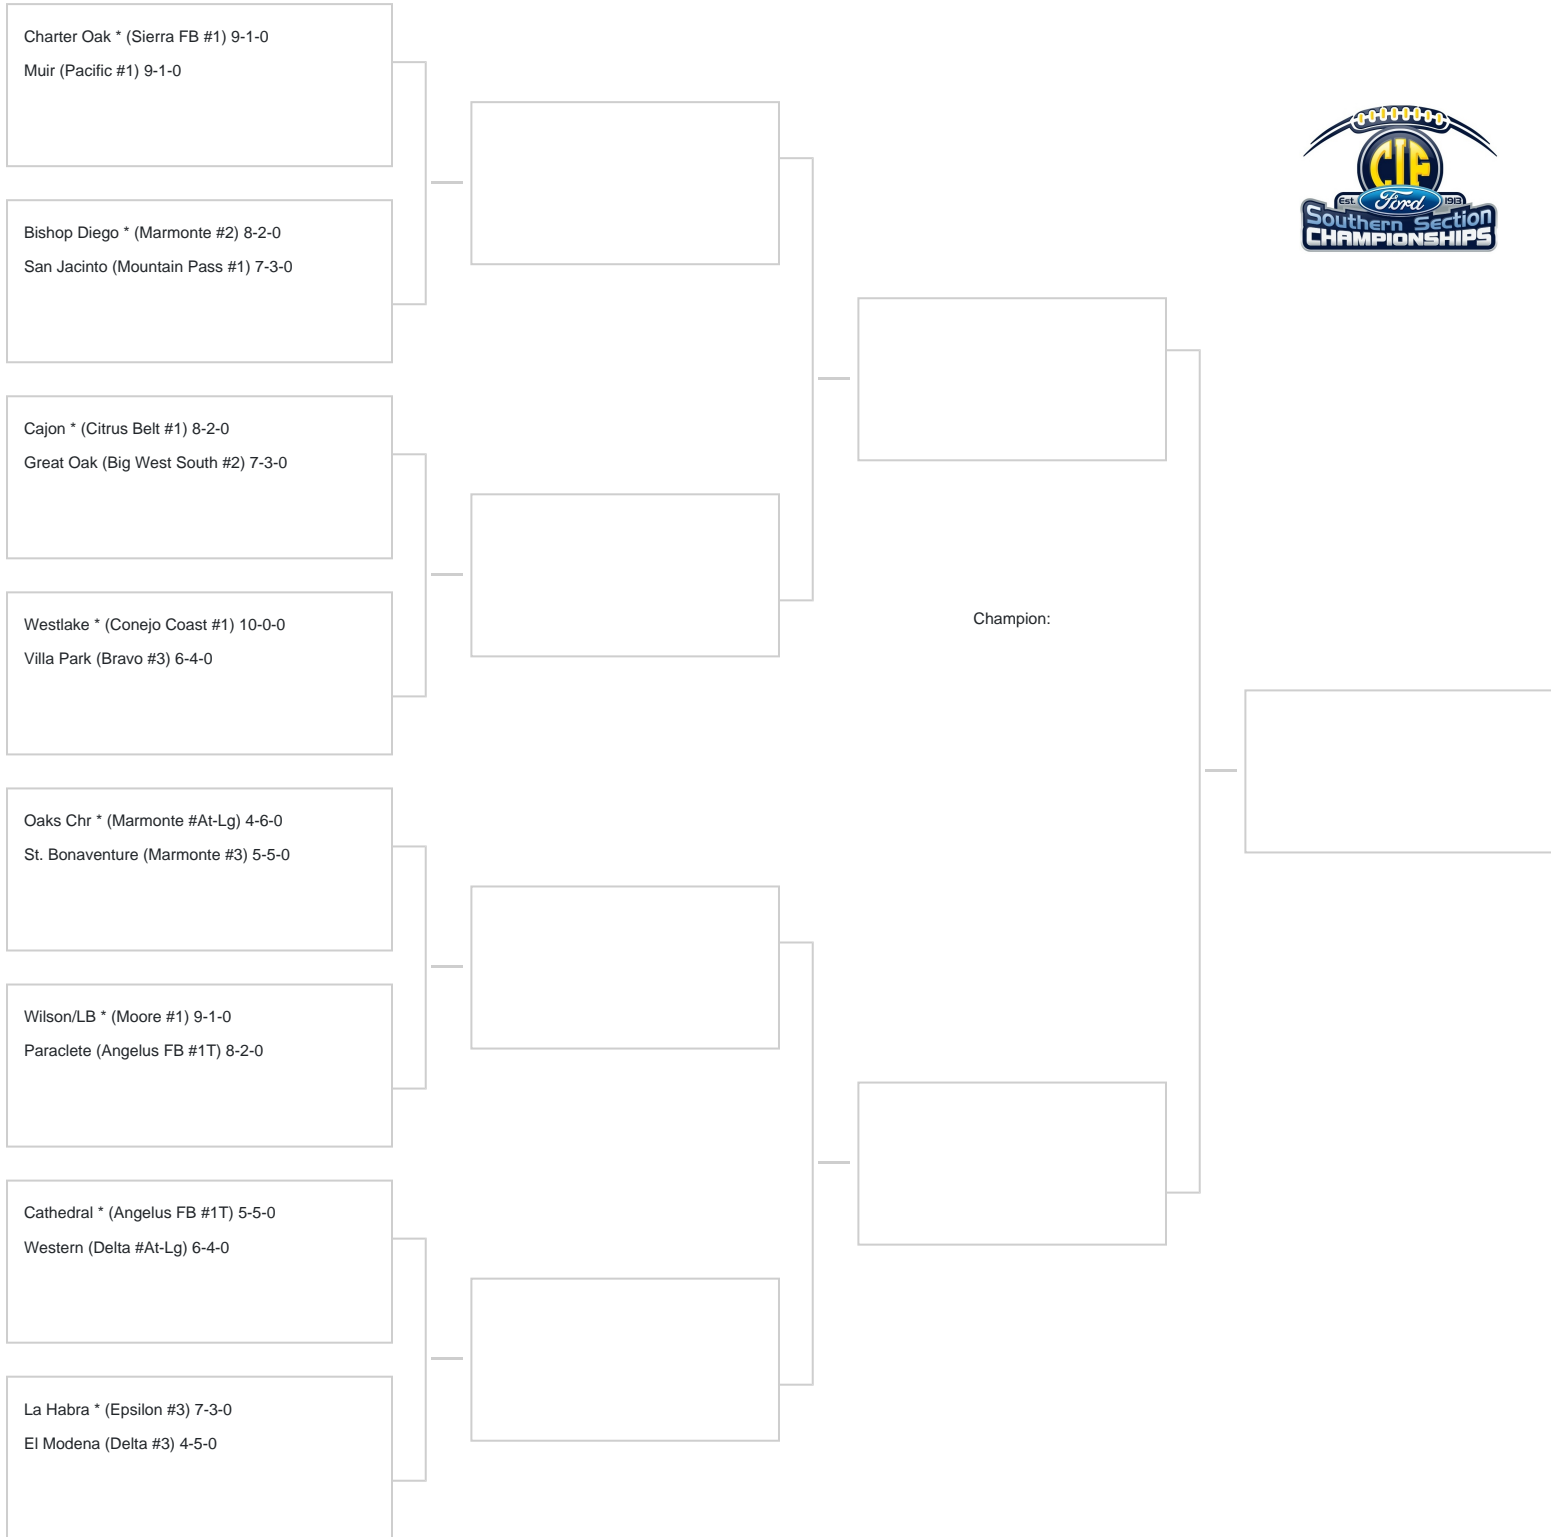 Charter Oak * (Sierra FB #1) 9-1-0
Muir (Pacific #1) 9-1-0
Bishop Diego * (Marmonte #2) 8-2-0
San Jacinto (Mountain Pass #1) 7-3-0
Cajon * (Citrus Belt #1) 8-2-0
Great Oak (Big West South #2) 7-3-0
Westlake * (Conejo Coast #1) 10-0-0
Villa Park (Bravo #3) 6-4-0
Oaks Chr * (Marmonte #At-Lg) 4-6-0
St. Bonaventure (Marmonte #3) 5-5-0
Wilson/LB * (Moore #1) 9-1-0
Paraclete (Angelus FB #1T) 8-2-0
Cathedral * (Angelus FB #1T) 5-5-0
Western (Delta #At-Lg) 6-4-0
La Habra * (Epsilon #3) 7-3-0
El Modena (Delta #3) 4-5-0
CIF
Est. Ford 1913
Southern Section
CHAMPIONSHIPS
Champion: